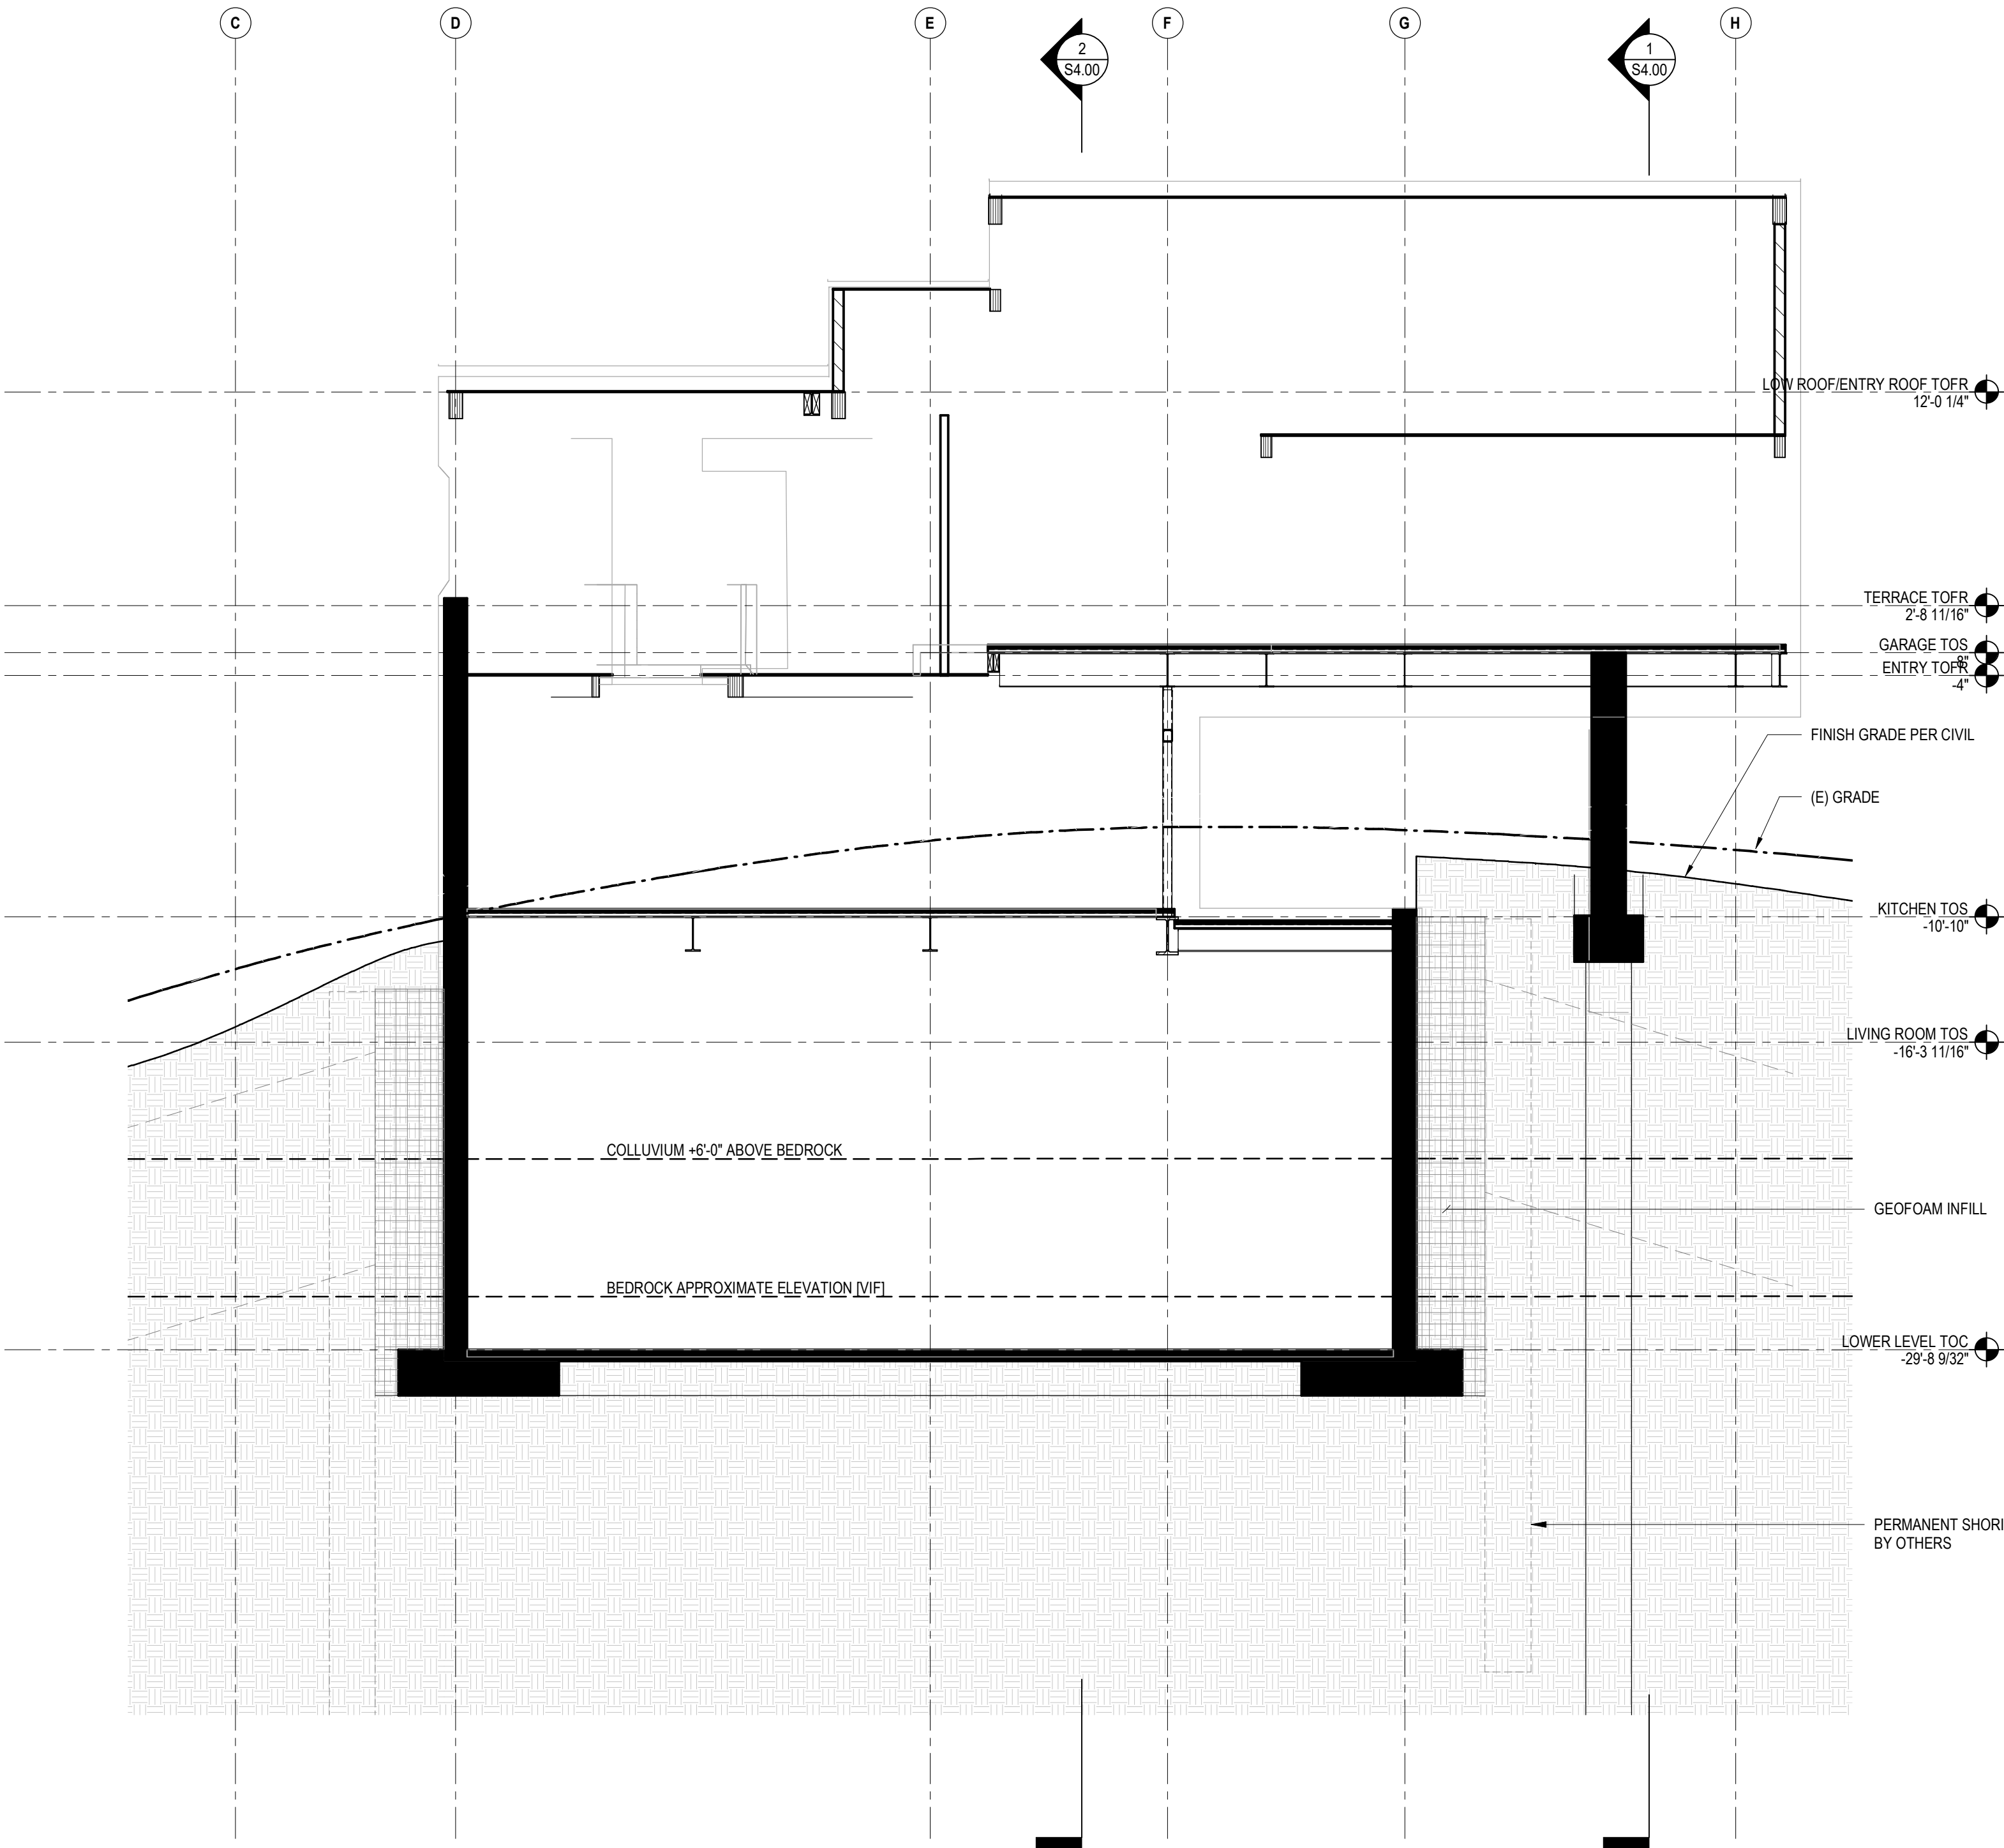 C
D
E
F
G
H
2
S4.00
1
S4.00
LOW ROOF/ENTRY ROOF TOFR
12'-0 1/4"
TERRACE TOFR
2'-8 11/16"
GARAGE TOS
8"
ENTRY TOFR
-4"
FINISH GRADE PER CIVIL
(E) GRADE
KITCHEN TOS
-10'-10"
LIVING ROOM TOS
-16'-3 11/16"
COLLUVIUM +6'-0" ABOVE BEDROCK
GEOFOAM INFILL
BEDROCK APPROXIMATE ELEVATION [VIF]
LOWER LEVEL TOC
-29'-8 9/32"
PERMANENT SHORI
BY OTHERS